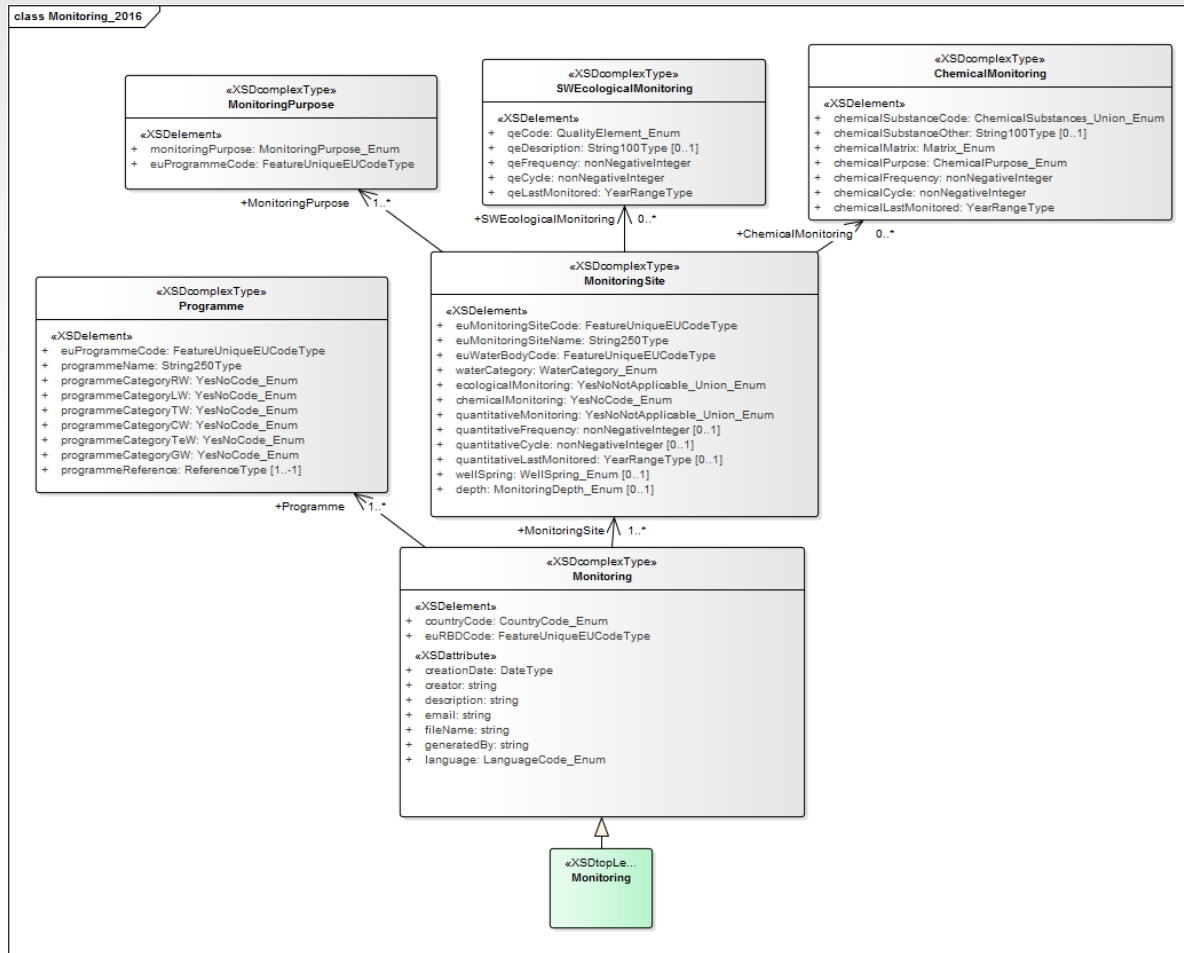 class Monitoring_2016
«XSDcomplexType»
MonitoringPurpose
«XSDelement»
+ monitoringPurpose: MonitoringPurpose_Enum
+ euProgrammeCode: FeatureUniqueEUCodeType
«XSDcomplexType»
SWEcologicalMonitoring
«XSDelement»
+ qeCode: QualityElement_Enum
+ qeDescription: String100Type [0..1]
+ qeFrequency: nonNegativeInteger
+ qeCycle: nonNegativeInteger
+ qeLastMonitored: YearRangeType
«XSDcomplexType»
ChemicalMonitoring
«XSDelement»
+ chemicalSubstanceCode: ChemicalSubstances_Union_Enum
+ chemicalSubstanceOther: String100Type [0..1]
+ chemicalMatrix: Matrix_Enum
+ chemicalPurpose: ChemicalPurpose_Enum
+ chemicalFrequency: nonNegativeInteger
+ chemicalCycle: nonNegativeInteger
+ chemicalLastMonitored: YearRangeType
+MonitoringPurpose 1..*
+SWEcologicalMonitoring 0..*
+ChemicalMonitoring 0..*
«XSDcomplexType»
Programme
«XSDelement»
+ euProgrammeCode: FeatureUniqueEUCodeType
+ programmeName: String250Type
+ programmeCategoryRW: YesNoCode_Enum
+ programmeCategoryLW: YesNoCode_Enum
+ programmeCategoryTW: YesNoCode_Enum
+ programmeCategoryCW: YesNoCode_Enum
+ programmeCategoryTeW: YesNoCode_Enum
+ programmeCategoryGW: YesNoCode_Enum
+ programmeReference: ReferenceType [1..-1]
«XSDcomplexType»
MonitoringSite
«XSDelement»
+ euMonitoringSiteCode: FeatureUniqueEUCodeType
+ euMonitoringSiteName: String250Type
+ euWaterBodyCode: FeatureUniqueEUCodeType
+ waterCategory: WaterCategory_Enum
+ ecologicalMonitoring: YesNoNotApplicable_Union_Enum
+ chemicalMonitoring: YesNoCode_Enum
+ quantitativeMonitoring: YesNoNotApplicable_Union_Enum
+ quantitativeFrequency: nonNegativeInteger [0..1]
+ quantitativeCycle: nonNegativeInteger [0..1]
+ quantitativeLastMonitored: YearRangeType [0..1]
+ wellSpring: WellSpring_Enum [0..1]
+ depth: MonitoringDepth_Enum [0..1]
+Programme 1..*
+MonitoringSite 1..*
«XSDcomplexType»
Monitoring
«XSDelement»
+ countryCode: CountryCode_Enum
+ euRBDCode: FeatureUniqueEUCodeType
«XSDattribute»
+ creationDate: DateType
+ creator: string
+ description: string
+ email: string
+ fileName: string
+ generatedBy: string
+ language: LanguageCode_Enum
«XSDtopLe...
Monitoring